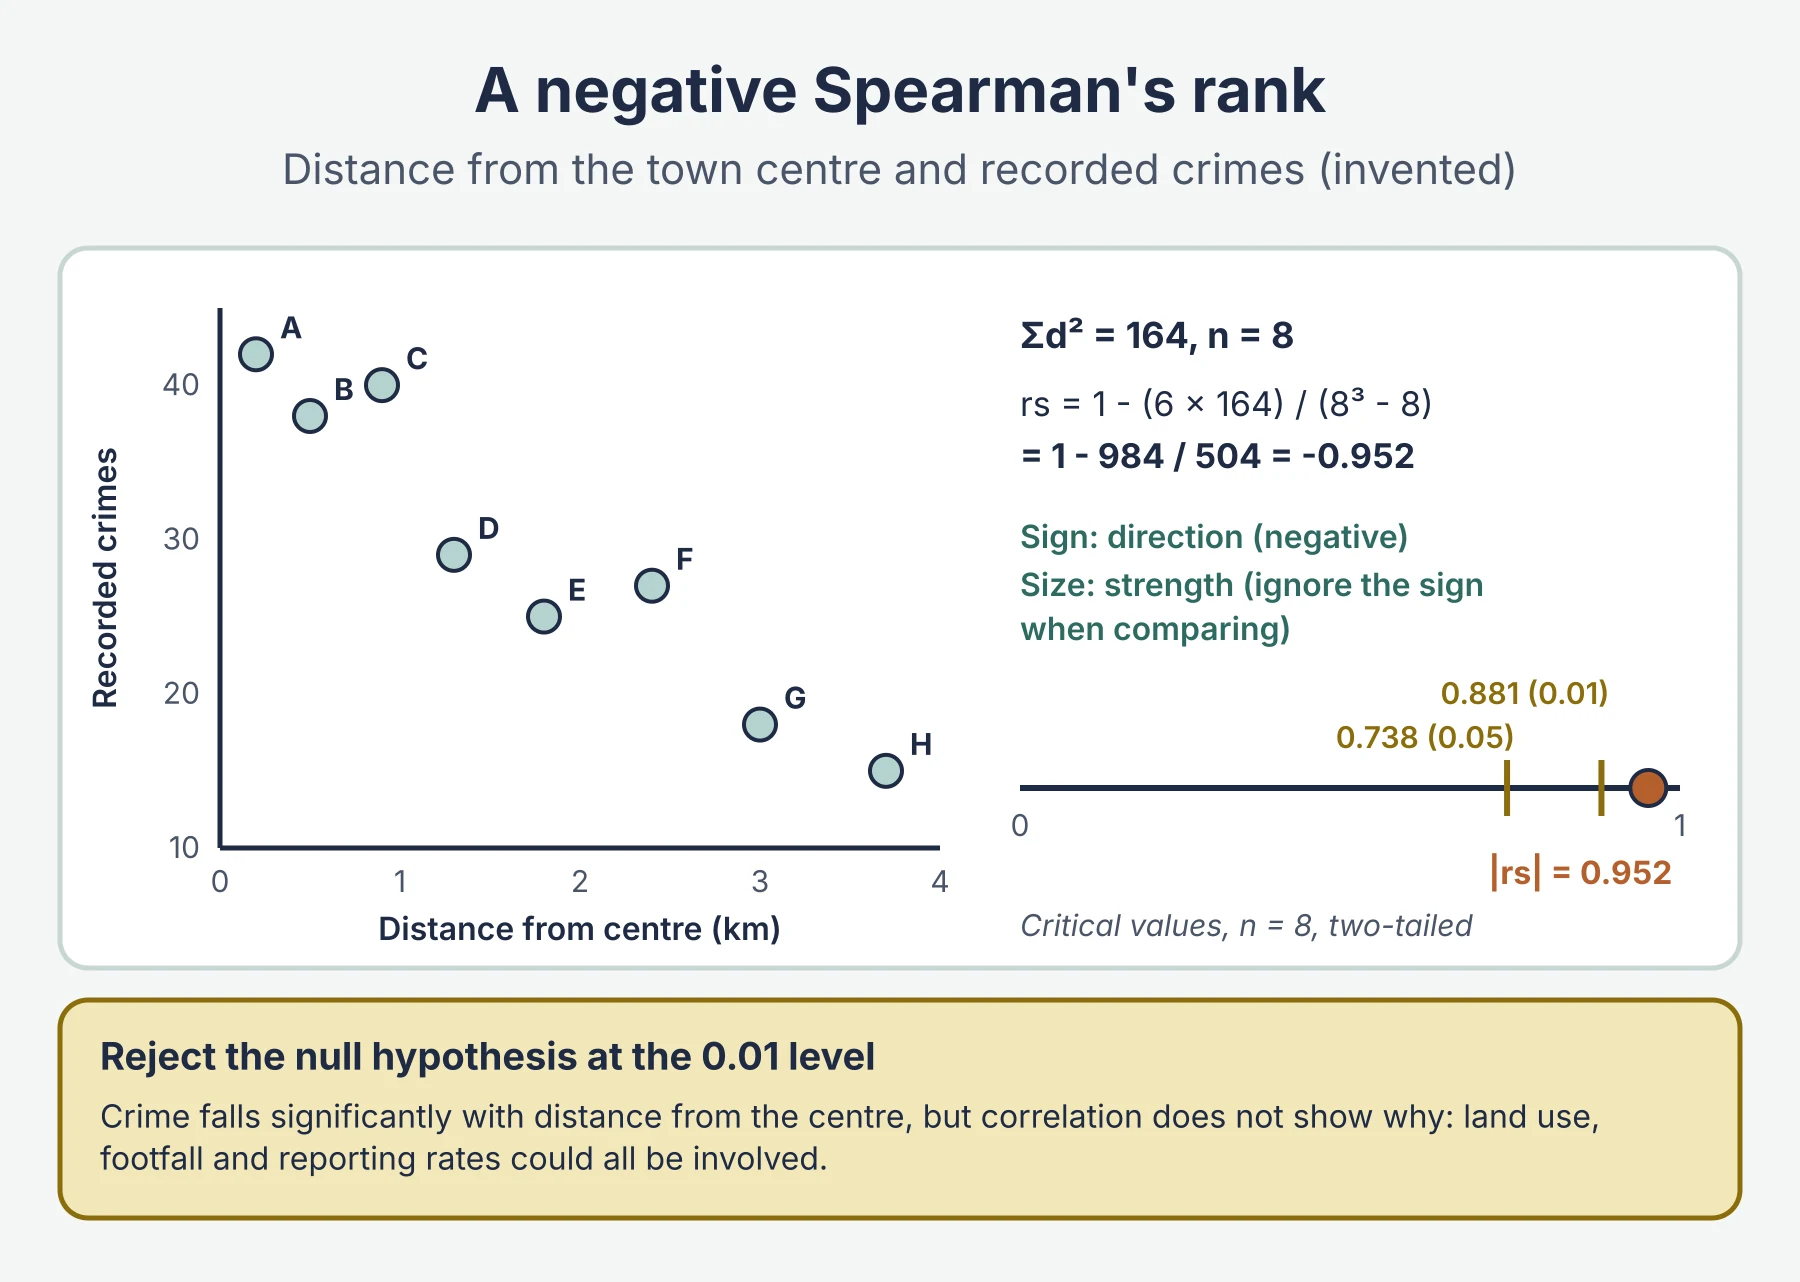 A negative Spearman's rank
Distance from the town centre and recorded crimes (invented)
A
B
C
D
E
F
G
H
40
30
20
10
0
1
2
3
4
Recorded crimes
Distance from centre (km)
Σd² = 164, n = 8
rs = 1 - (6 × 164) / (8³ - 8)
= 1 - 984 / 504 = -0.952
Sign: direction (negative)
Size: strength (ignore the sign
when comparing)
0.881 (0.01)
0.738 (0.05)
0
1
|rs| = 0.952
Critical values, n = 8, two-tailed
Reject the null hypothesis at the 0.01 level
Crime falls significantly with distance from the centre, but correlation does not show why: land use,
footfall and reporting rates could all be involved.